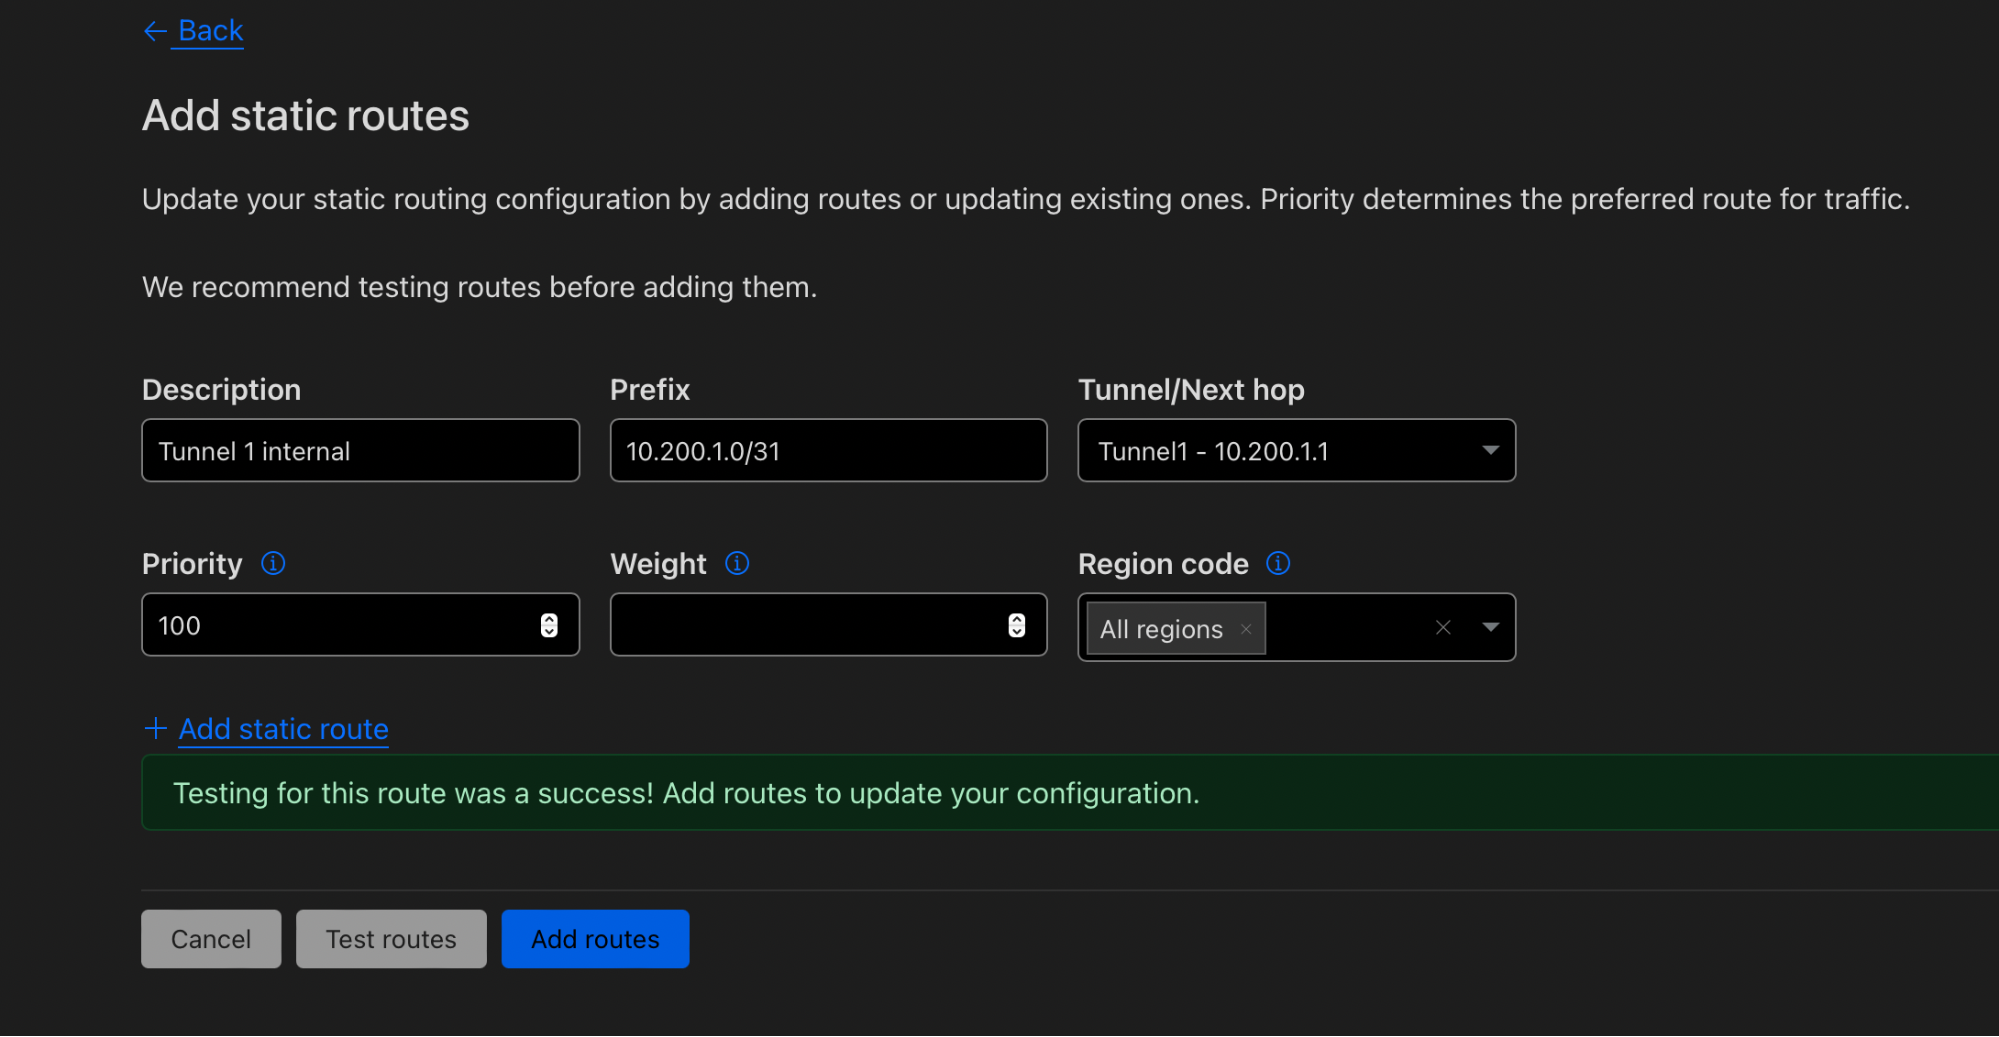 Back
Add static routes
Update your static routing configuration by adding routes or updating existing ones. Priority determines the preferred route for traffic.
We recommend testing routes before adding them.
Description Prefix Tunnel/Next hop
Tunnel 1 internal 10.200.1.0/31 Tunnel1 - 10.200.1.1
Priority Weight Region code
100 All regions
Add static route
Testing for this route was a success! Add routes to update your configuration.
Cancel Test routes Add routes